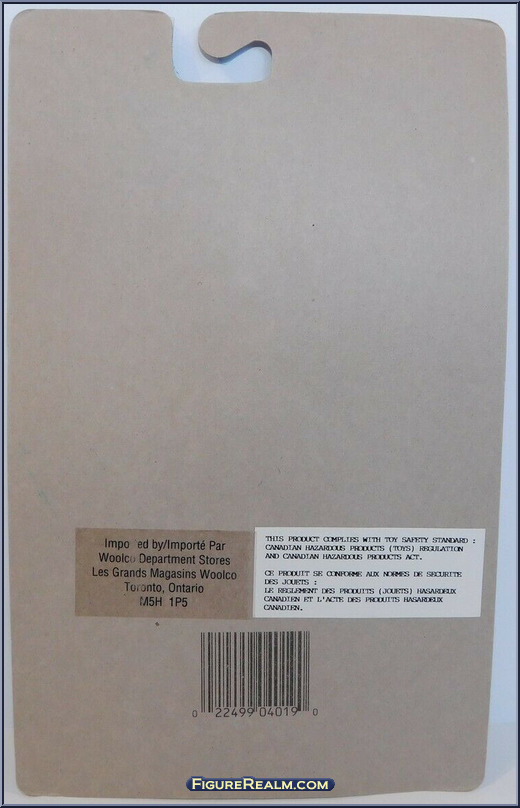 Imported by/Importé Par
Woolco Department Stores
Les Grands Magasins Woolco
Toronto, Ontario
M5H 1P5
THIS PRODUCT COMPLIES WITH TOY SAFETY STANDARD :
CANADIAN HAZARDOUS PRODUCTS (TOYS) REGULATION
AND CANADIAN HAZARDOUS PRODUCTS ACT.
CE PRODUIT SE CONFORME AUX NORMES DE SECURITE
DES JOUETS :
LE REGLEMENT DES PRODUITS (JOUETS) HASARDEUX
CANADIEN ET L'ACTE DES PRODUITS HASARDEUX
CANADIEN.
0 22499 04019 0
FIGUREREALM.COM